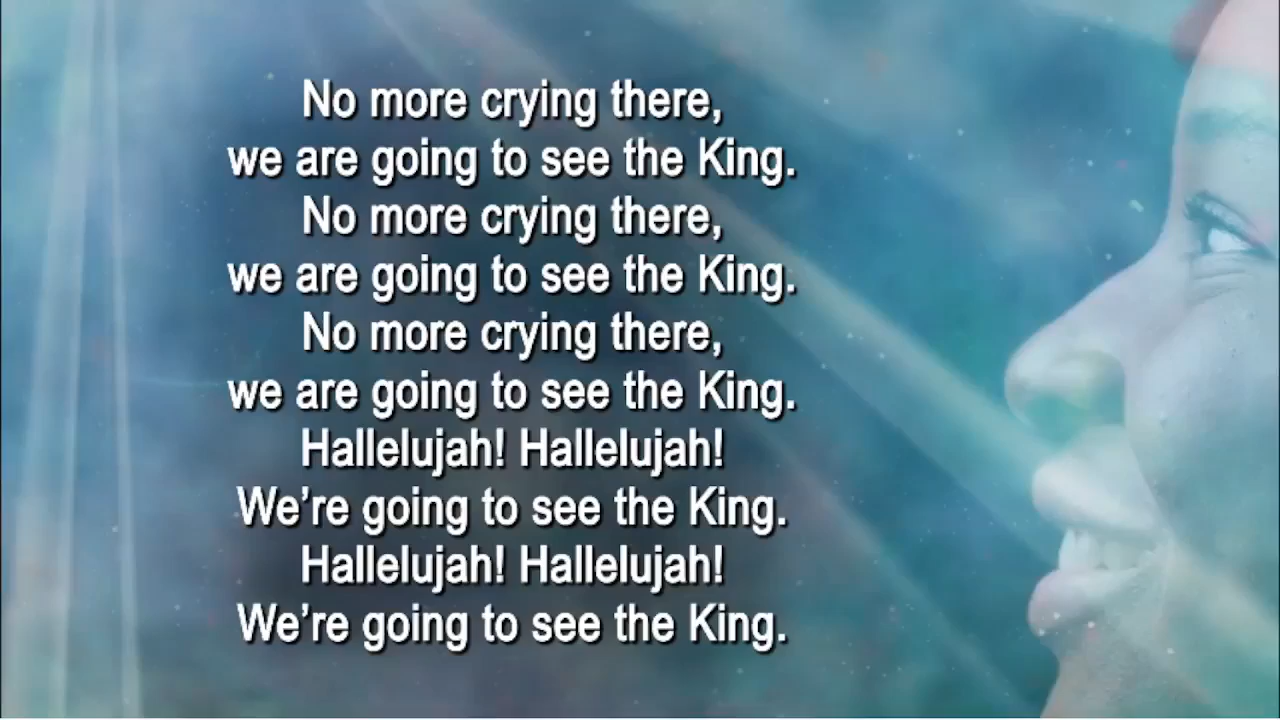 No more crying there,
we are going to see the King.
No more crying there,
we are going to see the King.
No more crying there,
we are going to see the King.
Hallelujah! Hallelujah!
We’re going to see the King.
Hallelujah! Hallelujah!
We’re going to see the King.